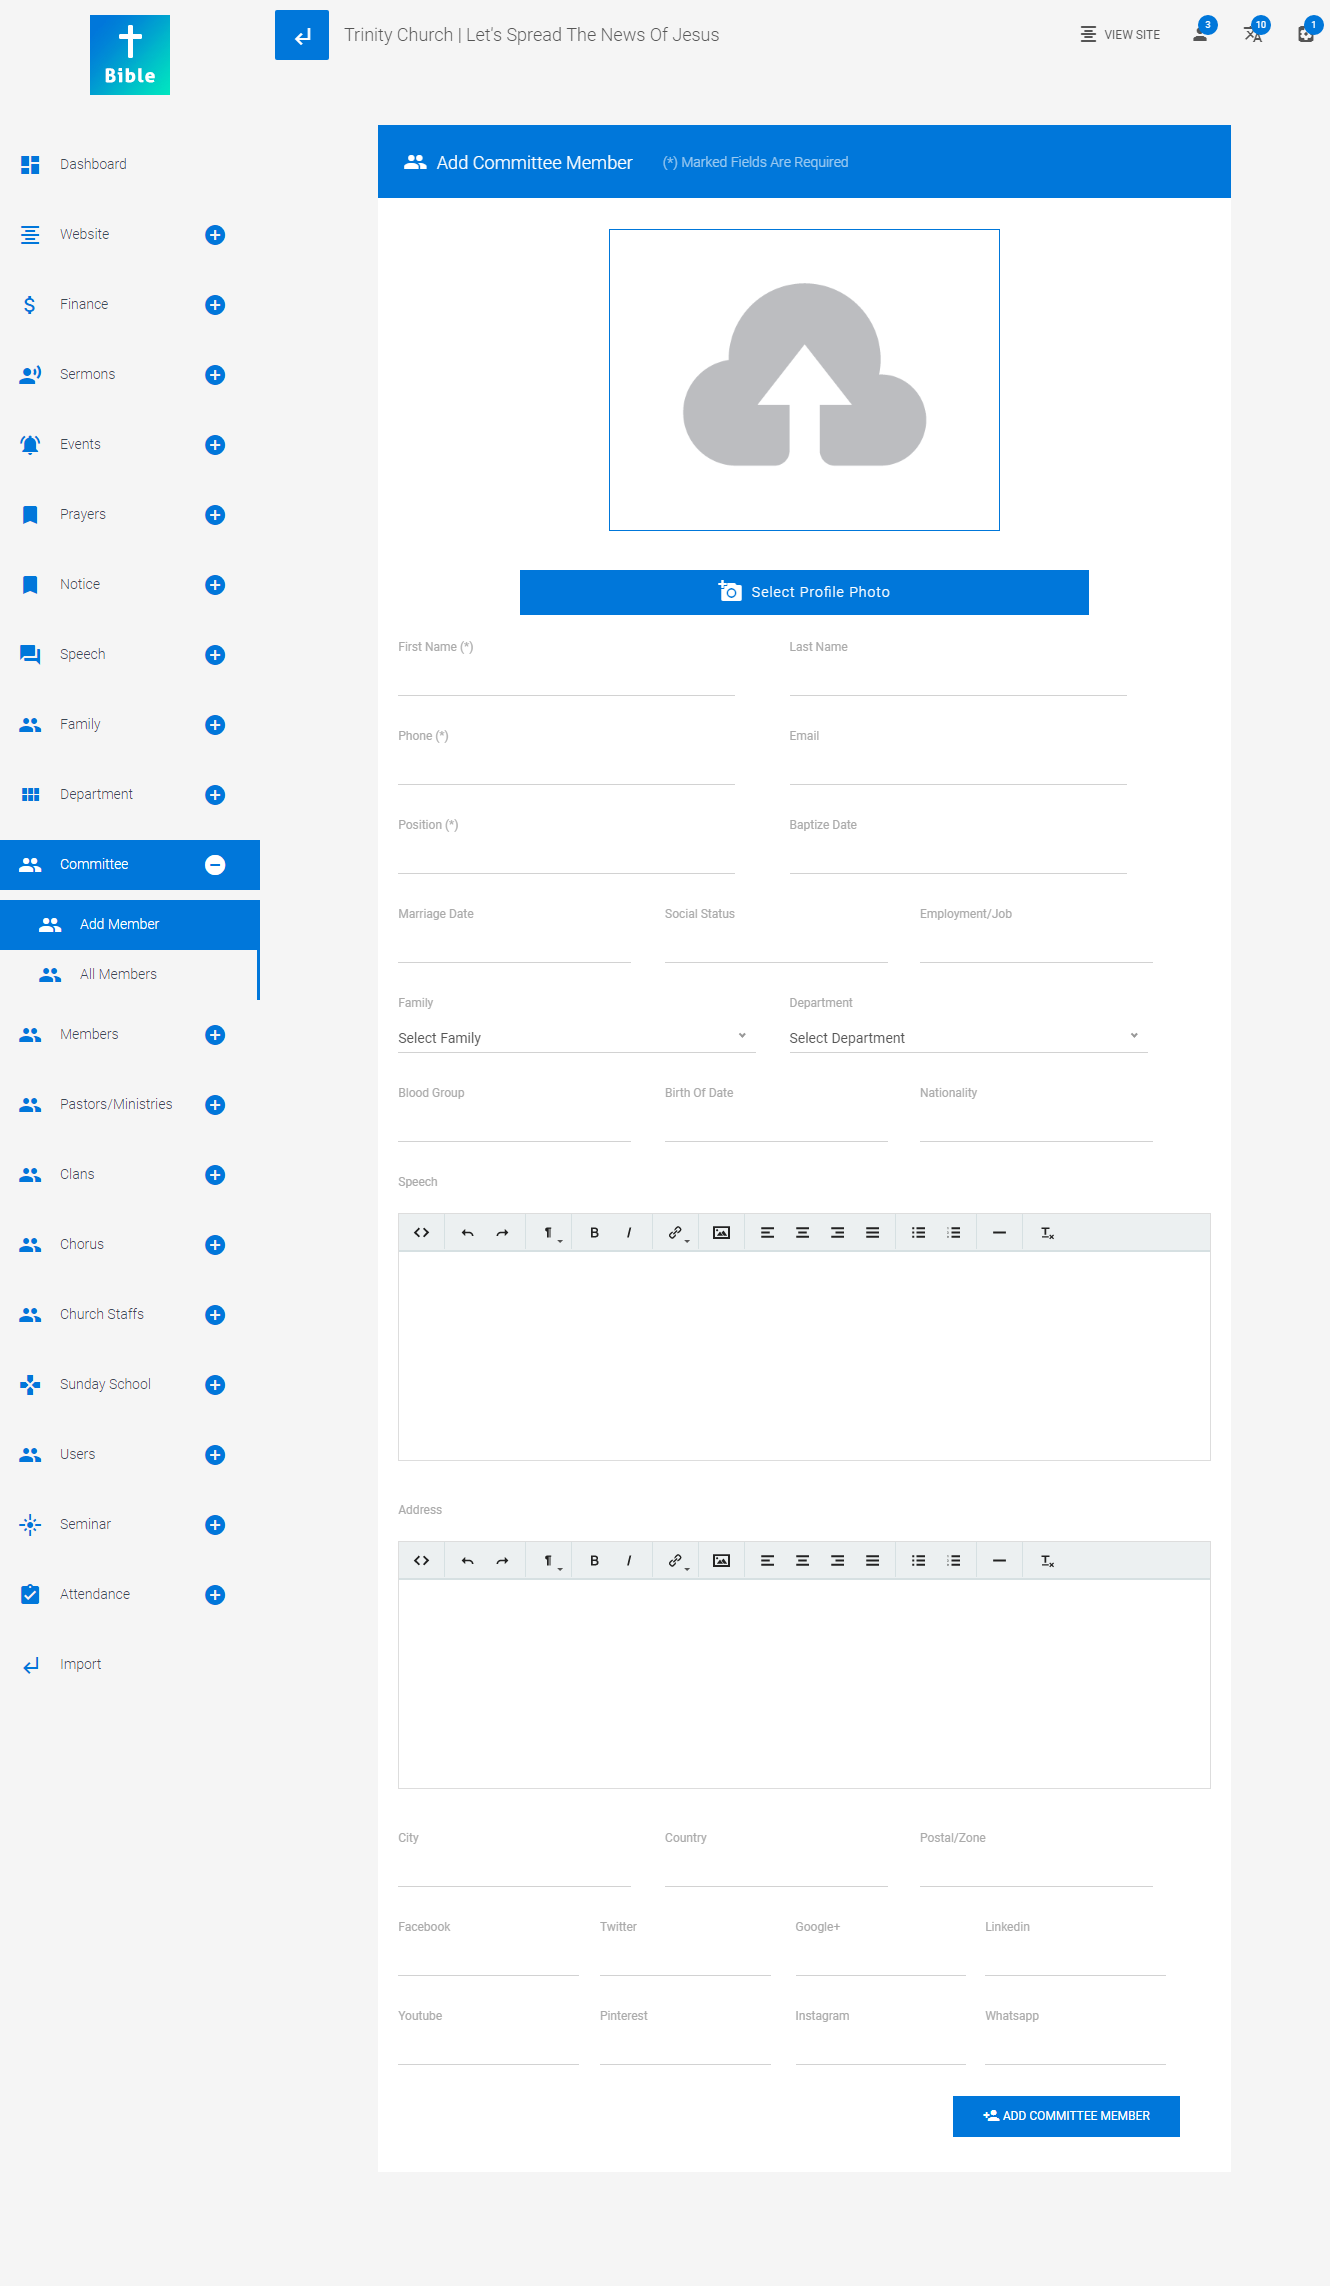 Bible
Trinity Church | Let's Spread The News Of Jesus
VIEW SITE
3
10
1
Dashboard
Website
Finance
Sermons
Events
Prayers
Notice
Speech
Family
Department
Committee
Add Member
All Members
Members
Pastors/Ministries
Clans
Chorus
Church Staffs
Sunday School
Users
Seminar
Attendance
Import
Add Committee Member (*) Marked Fields Are Required
Select Profile Photo
First Name (*) Last Name
Phone (*) Email
Position (*) Baptize Date
Marriage Date Social Status Employment/Job
Family Department
Select Family Select Department
Blood Group Birth Of Date Nationality
Speech
Address
City Country Postal/Zone
Facebook Twitter Google+ Linkedin
Youtube Pinterest Instagram Whatsapp
ADD COMMITTEE MEMBER